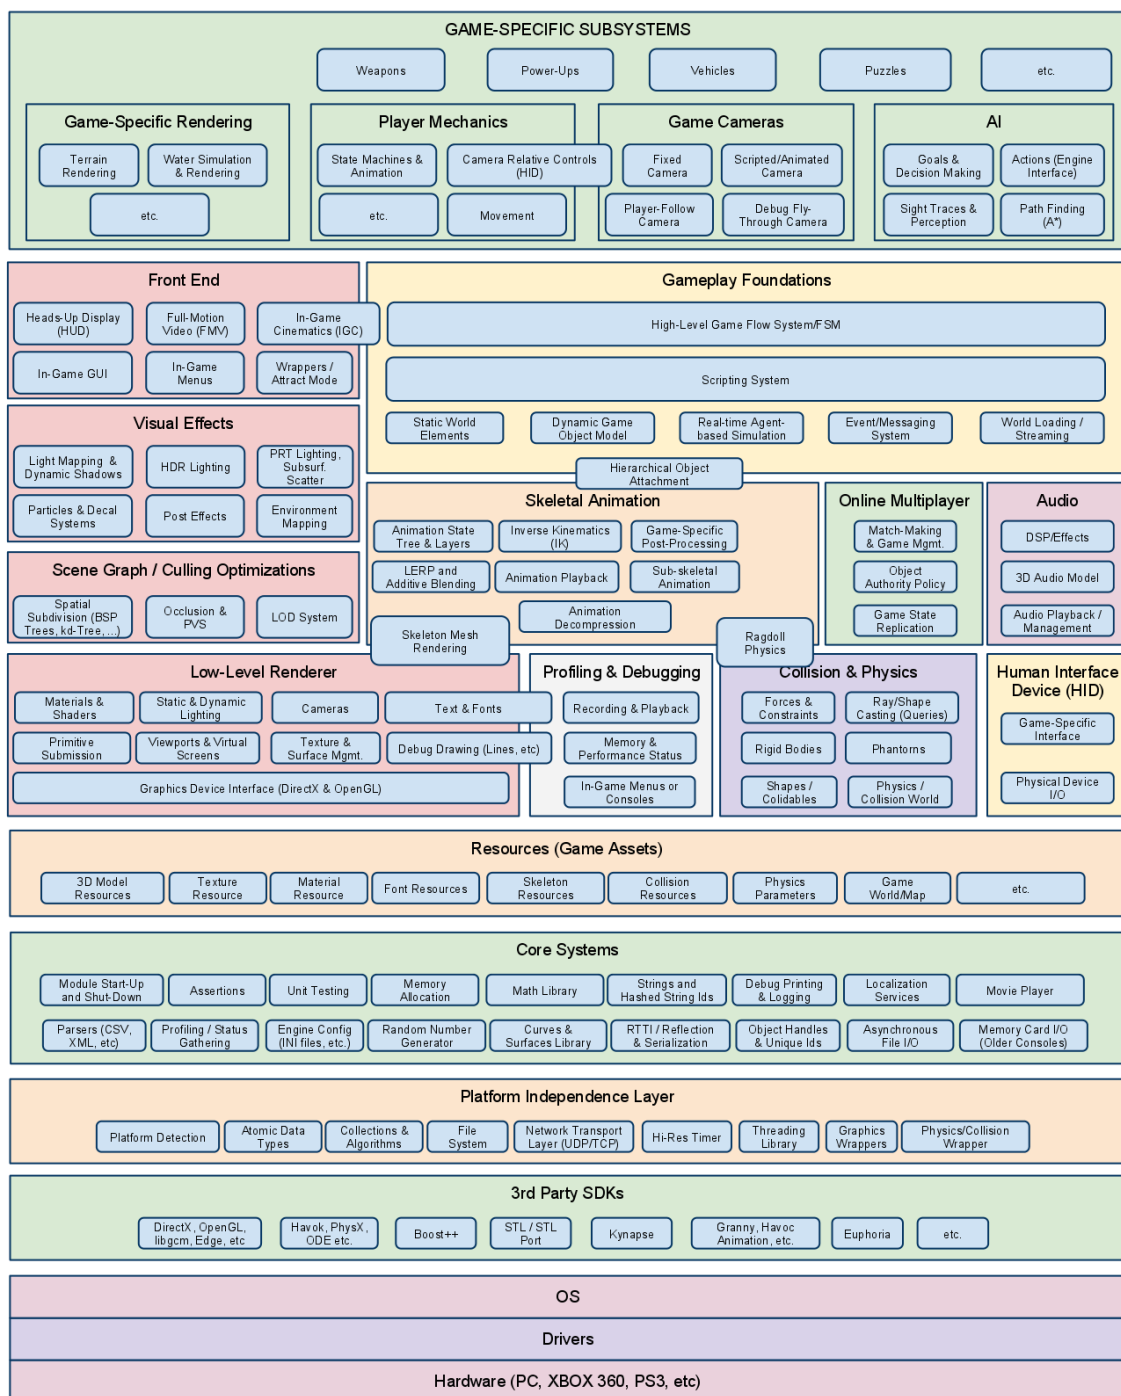 GAME-SPECIFIC SUBSYSTEMS
Weapons
Power-Ups
Vehicles
Puzzles
etc.
Game-Specific Rendering
Terrain
Rendering
Water Simulation
& Rendering
etc.
Player Mechanics
State Machines &
Animation
Camera Relative Controls
(HID)
etc.
Movement
Game Cameras
Fixed
Camera
Scripted/Animated
Camera
Player-Follow
Camera
Debug Fly-
Through Camera
AI
Goals &
Decision Making
Actions (Engine
Interface)
Sight Traces &
Perception
Path Finding
(A*)
Front End
Heads-Up Display
(HUD)
Full-Motion
Video (FMV)
In-Game
Cinematics (IGC)
In-Game GUI
In-Game
Menus
Wrappers /
Attract Mode
Gameplay Foundations
High-Level Game Flow System/FSM
Scripting System
Static World
Elements
Dynamic Game
Object Model
Real-time Agent-
based Simulation
Event/Messaging
System
World Loading /
Streaming
Hierarchical Object
Attachment
Visual Effects
Light Mapping &
Dynamic Shadows
HDR Lighting
PRT Lighting,
Subsurf.
Scatter
Particles & Decal
Systems
Post Effects
Environment
Mapping
Skeletal Animation
Animation State
Tree & Layers
Inverse Kinematics
(IK)
Game-Specific
Post-Processing
LERP and
Additive Blending
Animation Playback
Sub-skeletal
Animation
Animation
Decompression
Online Multiplayer
Match-Making
& Game Mgmt.
Object
Authority Policy
Game State
Replication
Audio
DSP/Effects
3D Audio Model
Audio Playback /
Management
Scene Graph / Culling Optimizations
Spatial
Subdivision (BSP
Trees, kd-Tree, ...)
Occlusion &
PVS
LOD System
Skeleton Mesh
Rendering
Ragdoll
Physics
Low-Level Renderer
Materials &
Shaders
Static & Dynamic
Lighting
Cameras
Text & Fonts
Primitive
Submission
Viewports & Virtual
Screens
Texture &
Surface Mgmt.
Debug Drawing (Lines, etc)
Graphics Device Interface (DirectX & OpenGL)
Profiling & Debugging
Recording & Playback
Memory &
Performance Status
In-Game Menus or
Consoles
Collision & Physics
Forces &
Constraints
Ray/Shape
Casting (Queries)
Rigid Bodies
Phantorns
Shapes /
Colidables
Physics /
Collision World
Human Interface
Device (HID)
Game-Specific
Interface
Physical Device
I/O
Resources (Game Assets)
3D Model
Resources
Texture
Resource
Material
Resource
Font Resources
Skeleton
Resources
Collision
Resources
Physics
Parameters
Game
World/Map
etc.
Core Systems
Module Start-Up
and Shut-Down
Assertions
Unit Testing
Memory
Allocation
Math Library
Strings and
Hashed String Ids
Debug Printing
& Logging
Localization
Services
Movie Player
Parsers (CSV,
XML, etc)
Profiling / Status
Gathering
Engine Config
(INI files, etc.)
Random Number
Generator
Curves &
Surfaces Library
RTTI / Reflection
& Serialization
Object Handles
& Unique Ids
Asynchronous
File I/O
Memory Card I/O
(Older Consoles)
Platform Independence Layer
Platform Detection
Atomic Data
Types
Collections &
Algorithms
File
System
Network Transport
Layer (UDP/TCP)
Hi-Res Timer
Threading
Library
Graphics
Wrappers
Physics/Collision
Wrapper
3rd Party SDKs
DirectX, OpenGL,
libgcm, Edge, etc
Havok, PhysX,
ODE etc.
Boost++
STL / STL
Port
Kynapse
Granny, Havoc
Animation, etc.
Euphoria
etc.
OS
Drivers
Hardware (PC, XBOX 360, PS3, etc)